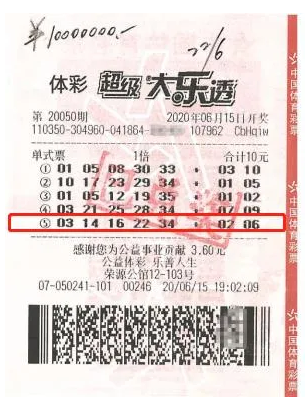 ¥10000000.-
22/6
体彩 超级大乐透
第 20050期 2020年06月15日开奖
110350-304960-041864- 107962 CbHqiW
单式票 1倍 合计10元
① 01 05 08 30 33 + 03 10
② 10 17 23 29 34 + 01 05
③ 01 05 12 19 35 + 01 02
④ 03 21 25 28 34 + 07 09
⑤ 03 14 16 22 34 + 02 06
感谢您为公益事业贡献 3.60元
公益体彩 乐善人生
荣源公馆12-103号
07-050241-101 00246 20/06/15 19:02:09
中国体育彩票
中国体育彩票
中国体育彩票